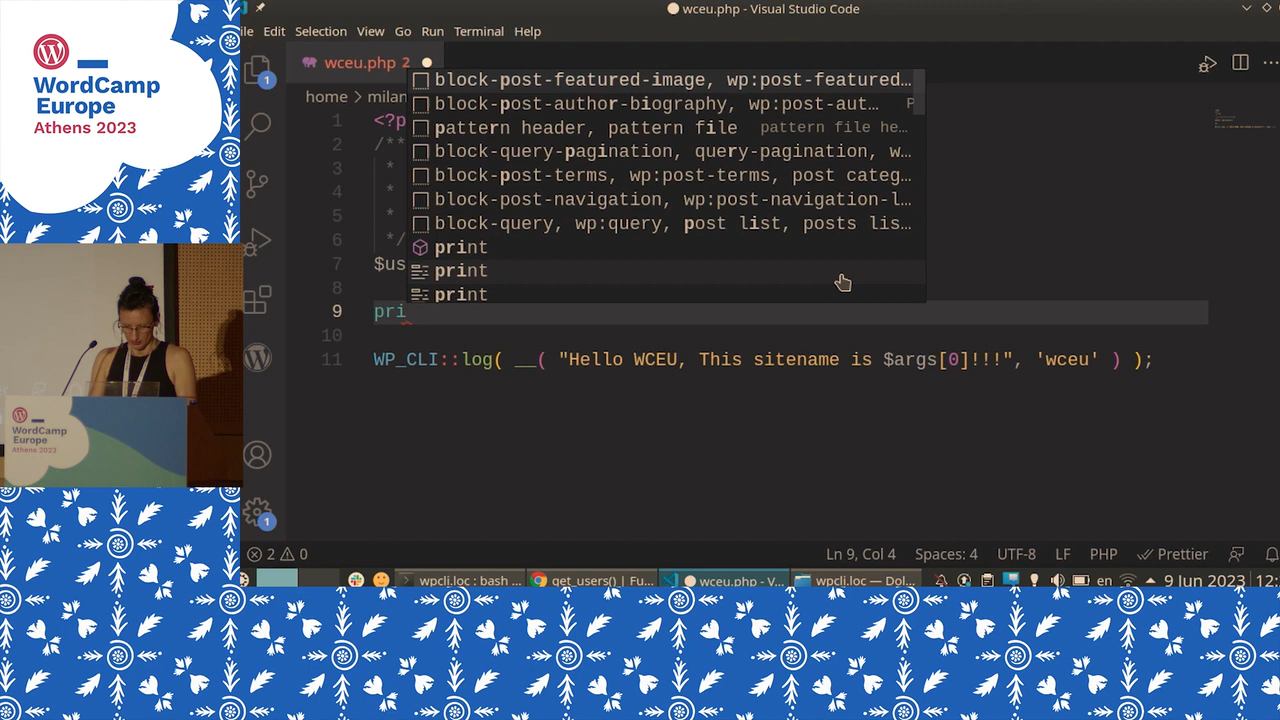 WordCamp
Europe
Athens 2023
WordCamp
Europe
Athens 2023
wceu.php - Visual Studio Code
ile Edit Selection View Go Run Terminal Help
wceu.php 2
home > milan
block-post-featured-image, wp:post-featured…
block-post-author-biography, wp:post-aut… P
pattern header, pattern file pattern file he…
block-query-pagination, query-pagination, w…
block-post-terms, wp:post-terms, post categ…
block-post-navigation, wp:post-navigation-l…
block-query, wp:query, post list, posts lis…
print
print
print
1 <?p
2 /**
3 *
4 *
5 *
6 */
7 $us
9 pri
10
11 WP_CLI::log( __( "Hello WCEU, This sitename is $args[0]!!!", 'wceu' ) );
1
1
2 0 Ln 9, Col 4 Spaces: 4 UTF-8 LF PHP Prettier
wpcli.loc : bash ... get_users() | Fu... wceu.php - V... wpcli.loc — Dol... en 9 Jun 2023 12: